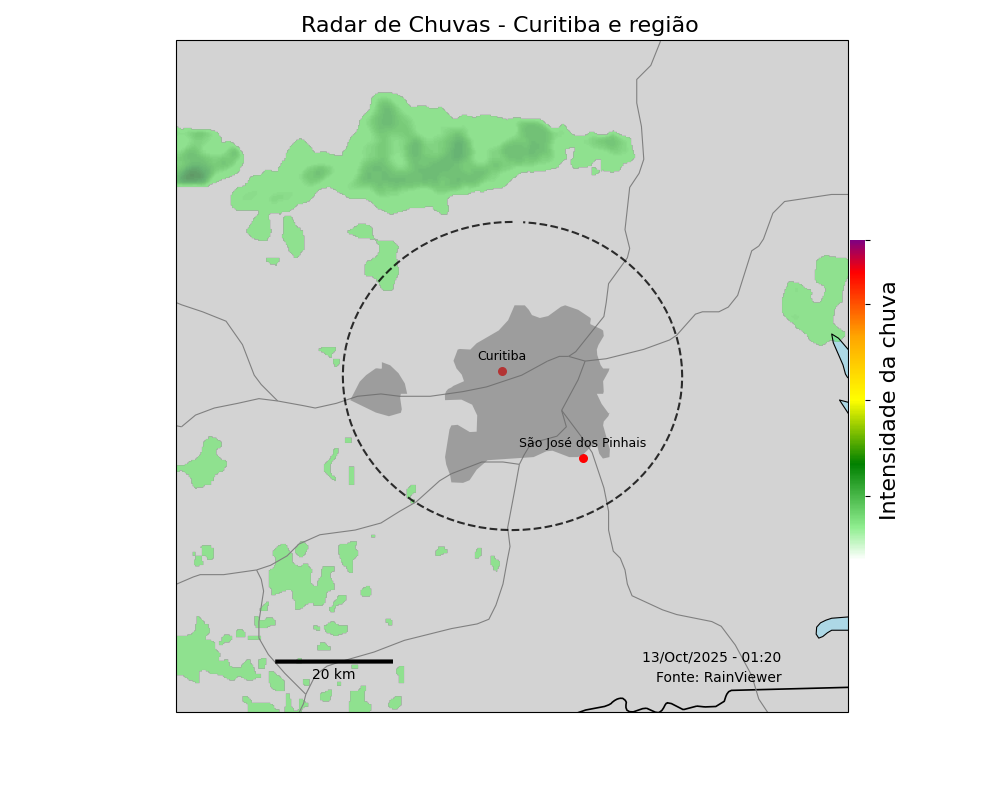 Radar de Chuvas - Curitiba e região
Curitiba
São José dos Pinhais
Intensidade da chuva
13/Oct/2025 - 01:20
20 km
Fonte: RainViewer